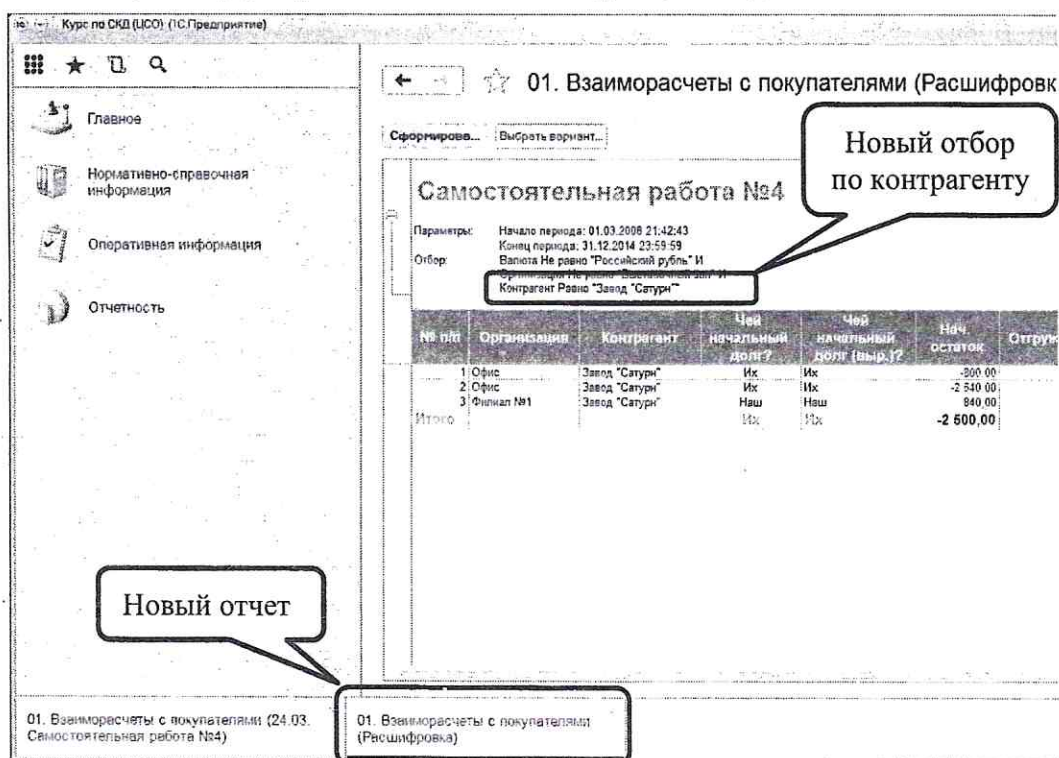 Курс по СКД (ЦСО) (1С:Предприятие)
Главное
Нормативно-справочная
информация
Оперативная информация
Отчетность
01. Взаиморасчеты с покупателями (Расшифровк
Сформирова...
Выбрать вариант...
Новый отбор
по контрагенту
Самостоятельная работа №4
Параметры: Начало периода: 01.03.2006 21:42:43
Конец периода: 31.12.2014 23:59:59
Отбор: Валюта Не равно "Российский рубль" И
Контрагент Равно "Завод "Сатурн""
№ п/п Организация Контрагент Чей начальный долг? Чей начальный долг (выр.)? Нач. остаток Отгруж
1 Офис Завод "Сатурн" Их Их -800,00
2 Офис Завод "Сатурн" Их Их -2 540,00
3 Филиал №1 Завод "Сатурн" Наш Наш 840,00
Итого Их Их -2 500,00
Новый отчет
01. Взаиморасчеты с покупателями (24.03.
Самостоятельная работа №4)
01. Взаиморасчеты с покупателями
(Расшифровка)